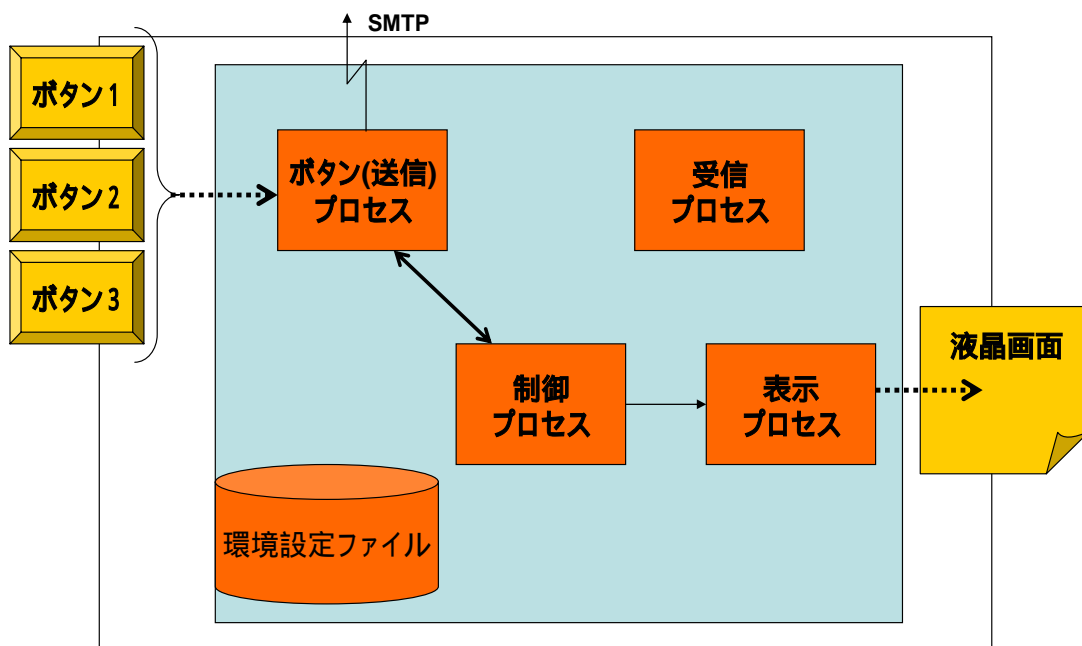 SMTP
ボタン1
ボタン2
ボタン3
ボタン(送信)
プロセス
受信
プロセス
制御
プロセス
表示
プロセス
液晶画面
環境設定ファイル